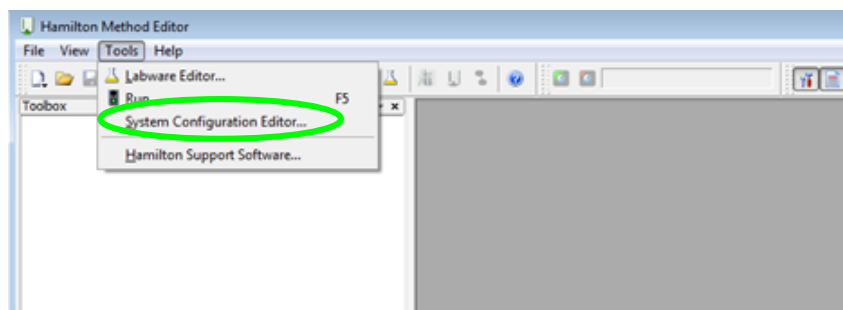 Hamilton Method Editor
File View Tools Help
Labware Editor...
Run F5
Toolbox
System Configuration Editor...
Hamilton Support Software...